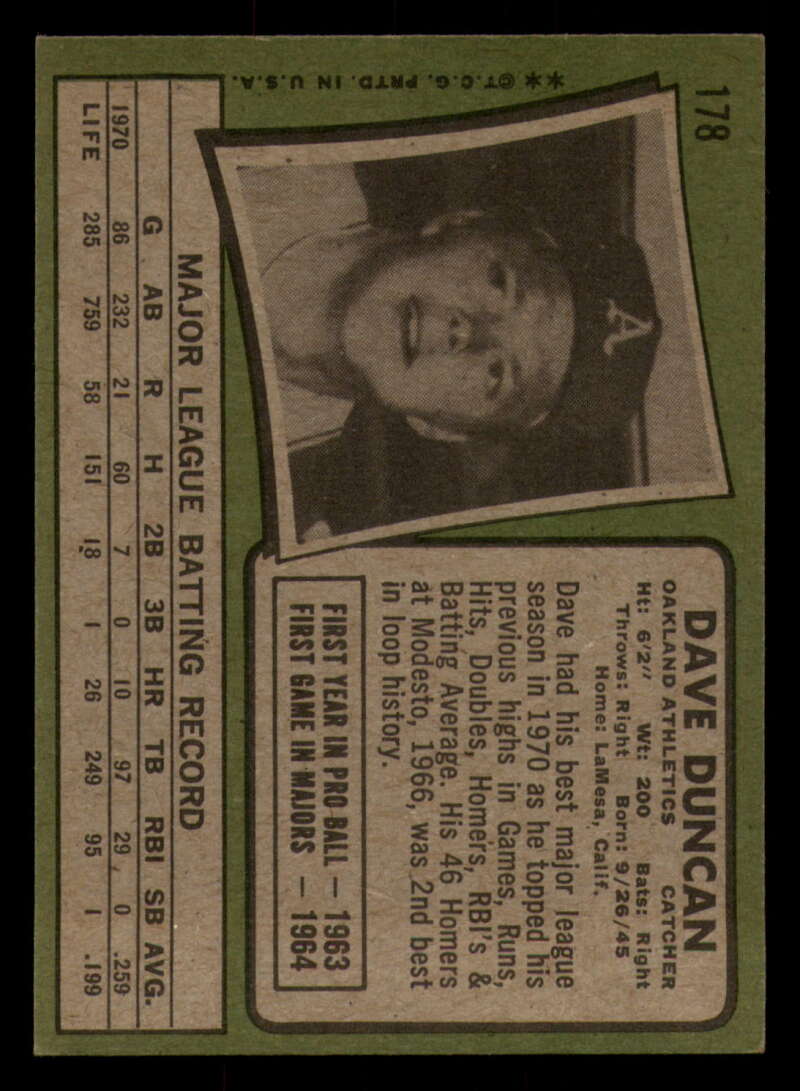 178
**©T.C.G. PRTD. IN U.S.A.
A
DAVE DUNCAN
OAKLAND ATHLETICS CATCHER
Ht: 6'2" Wt: 200 Bats: Right
Throws: Right Born: 9/26/45
Home: LaMesa, Calif.
Dave had his best major league
season in 1970 as he topped his
previous highs in Games, Runs,
Hits, Doubles, Homers, RBI's &
Batting Average. His 46 Homers
at Modesto, 1966, was 2nd best
in loop history.
FIRST YEAR IN PRO BALL — 1963
FIRST GAME IN MAJORS — 1964
MAJOR LEAGUE BATTING RECORD
G AB R H 2B 3B HR TB RBI SB AVG.
1970 86 232 21 60 7 0 10 97 29 0 .259
LIFE 285 759 58 151 18 1 26 249 95 1 .199